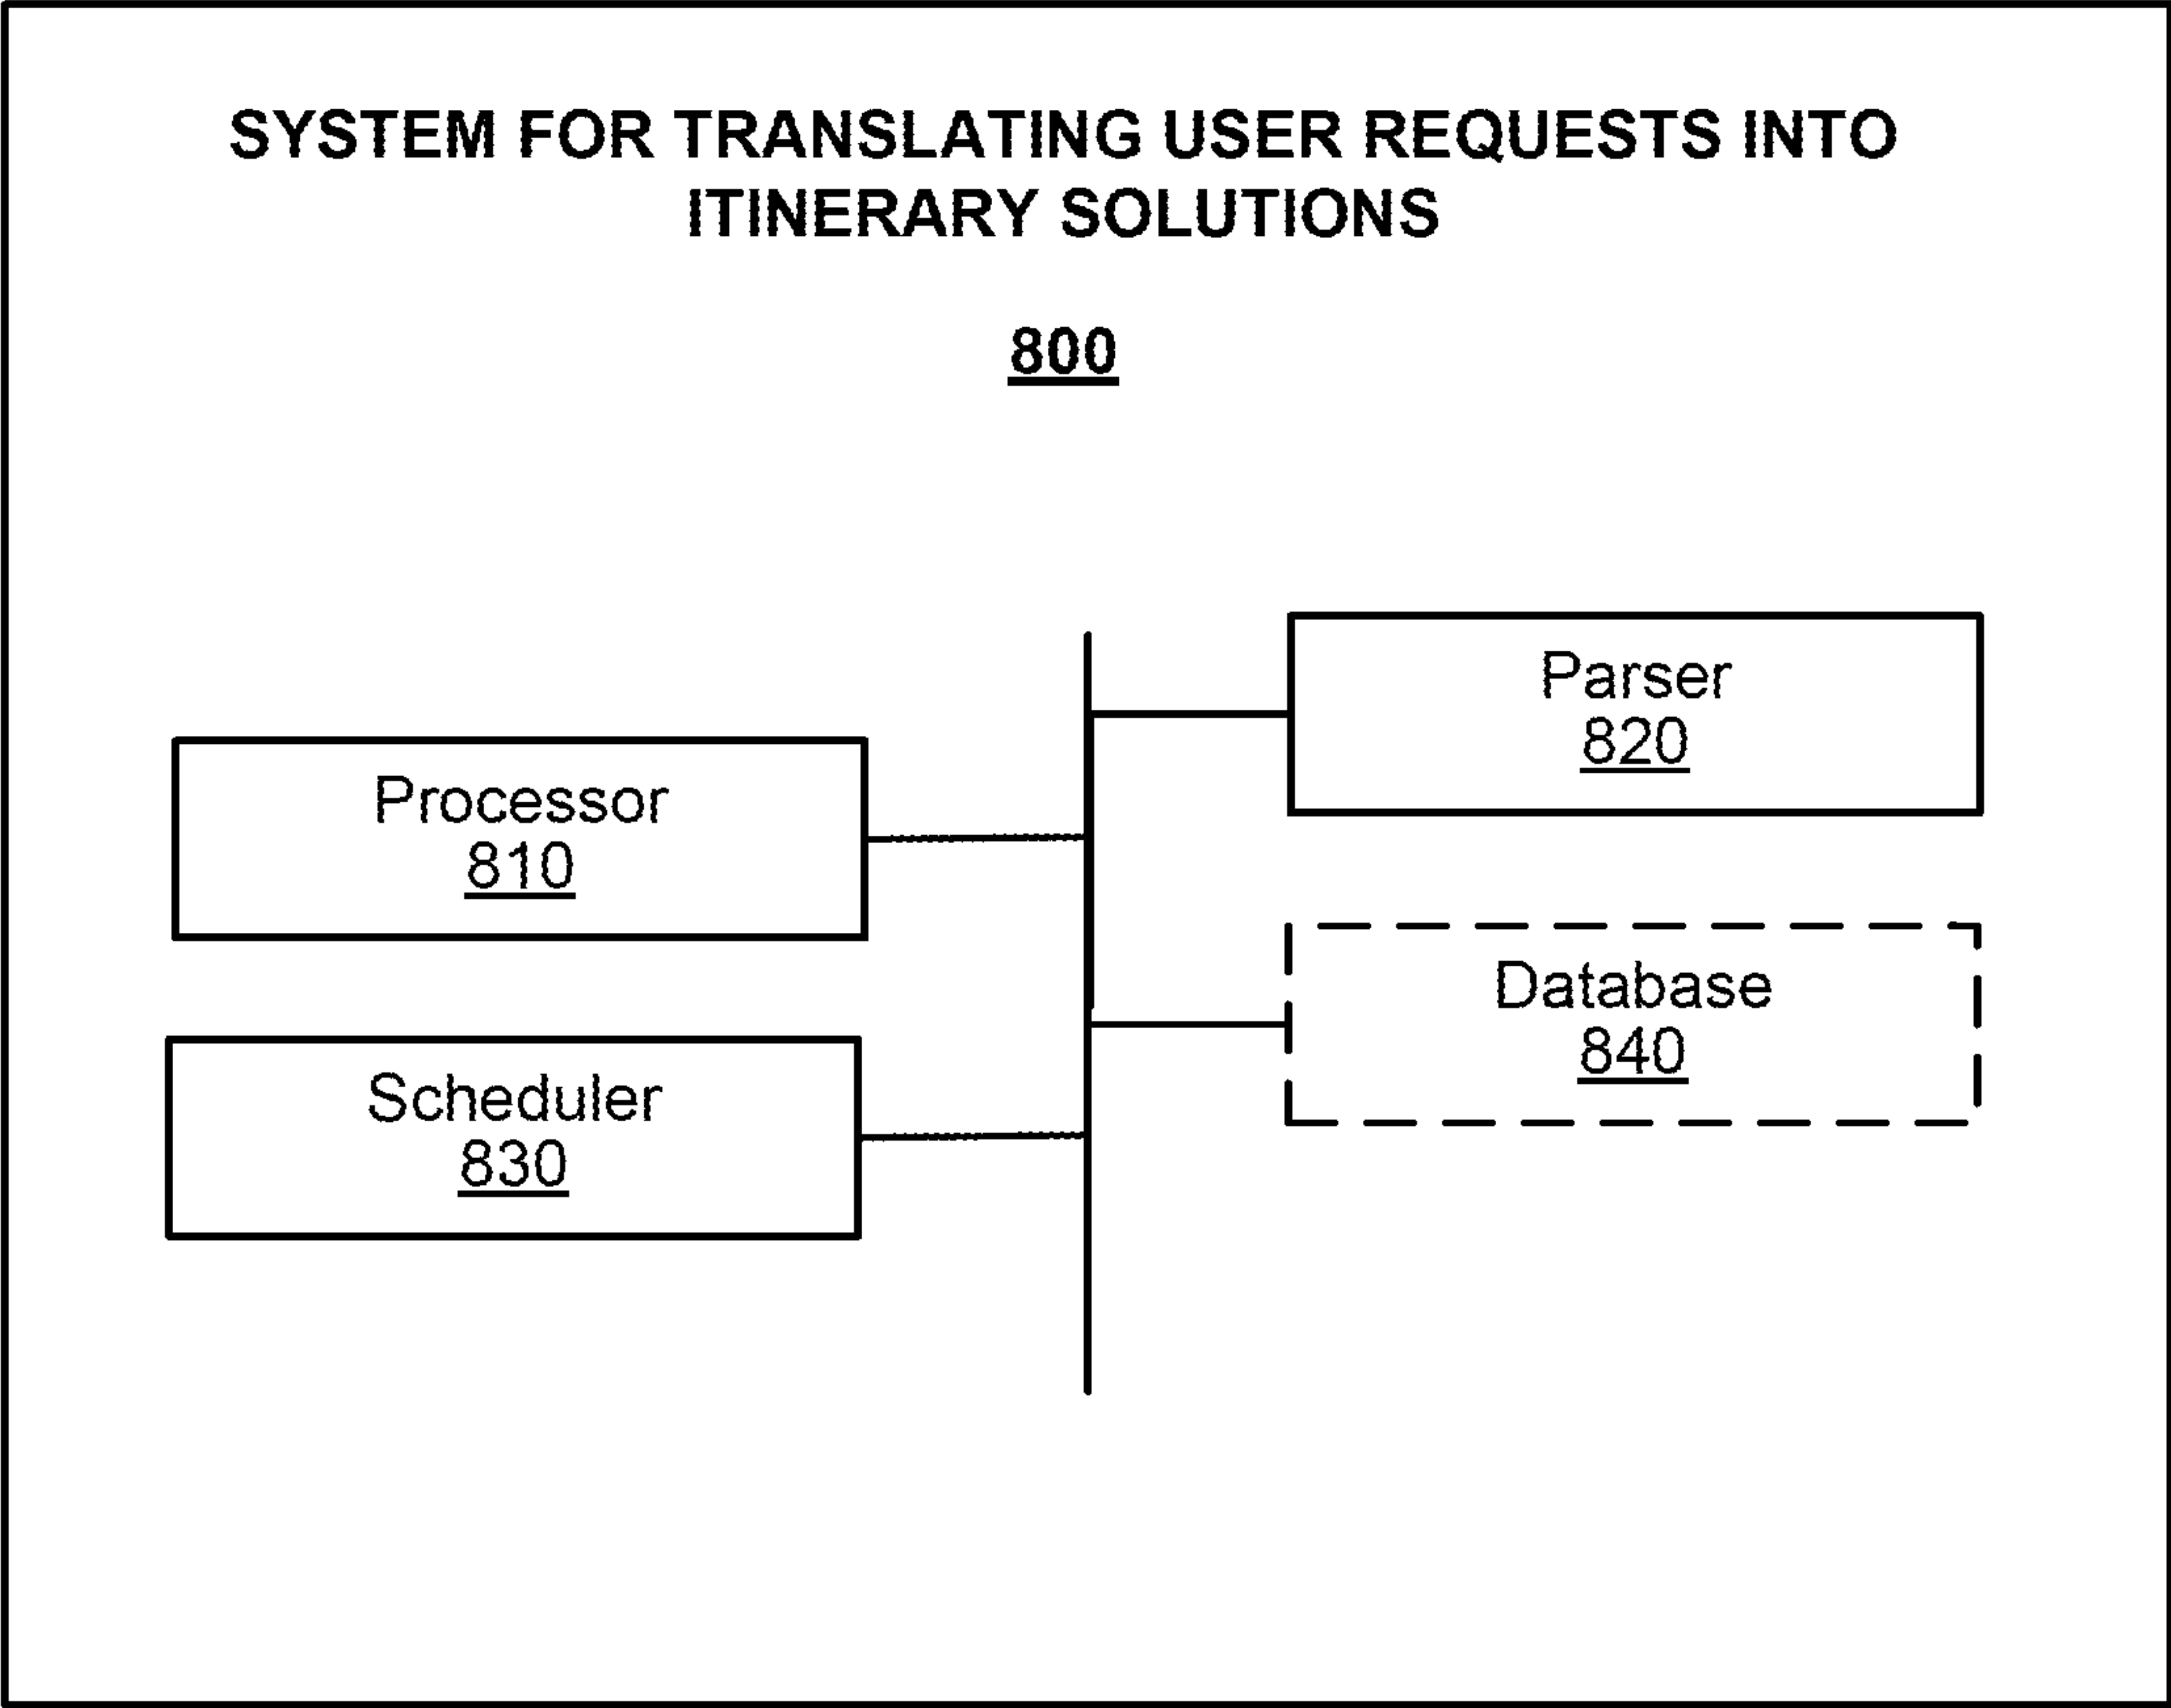 SYSTEM FOR TRANSLATING USER REQUESTS INTO
ITINERARY SOLUTIONS
800
Parser
820
Processor
810
Database
840
Scheduler
830